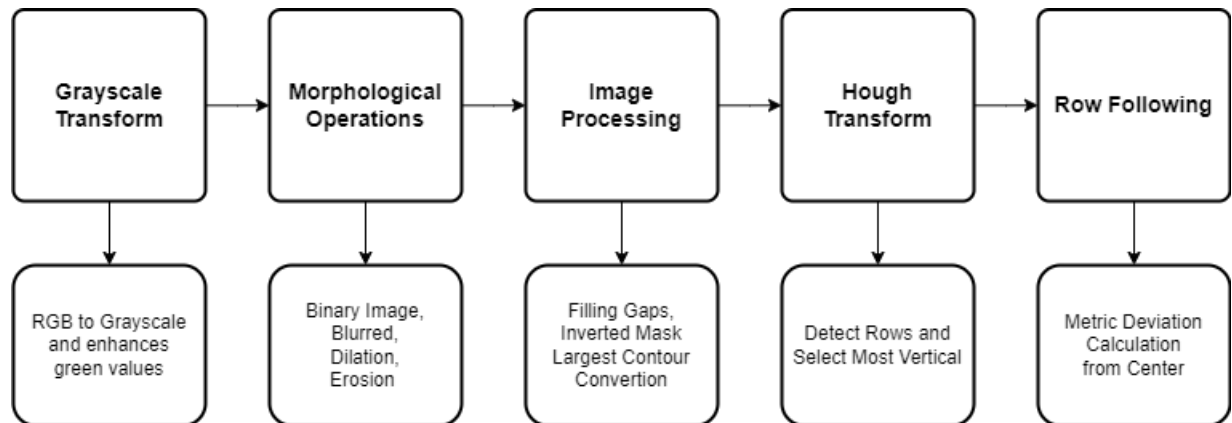 Grayscale
Transform
Morphological
Operations
Image
Processing
Hough
Transform
Row Following
RGB to Grayscale
and enhances
green values
Binary Image,
Blurred,
Dilation,
Erosion
Filling Gaps,
Inverted Mask
Largest Contour
Convertion
Detect Rows and
Select Most Vertical
Metric Deviation
Calculation
from Center